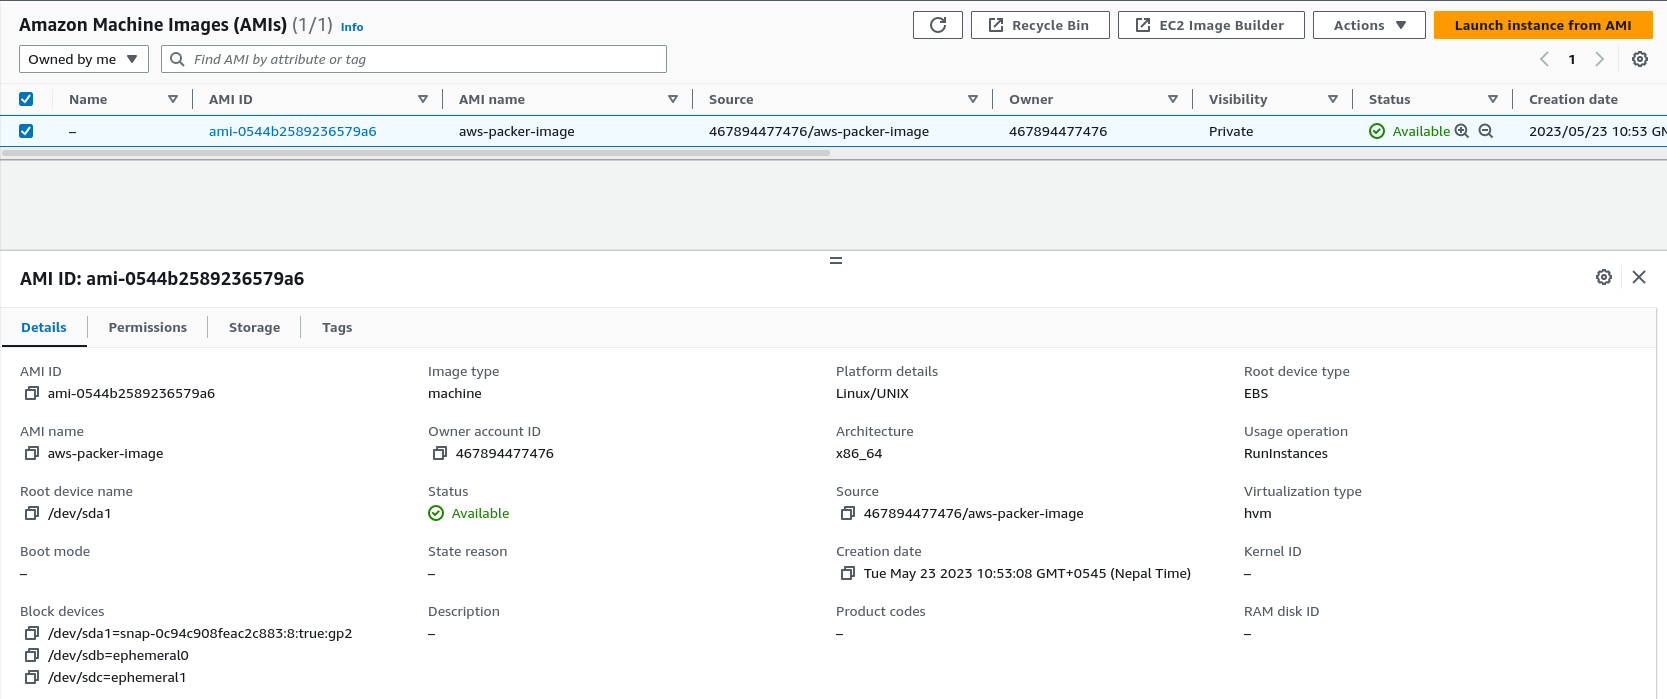 Amazon Machine Images (AMIs) (1/1) Info
Recycle Bin
EC2 Image Builder
Actions
Launch instance from AMI
Owned by me
Find AMI by attribute or tag
1
Name AMI ID AMI name Source Owner Visibility Status Creation date
– ami-0544b2589236579a6 aws-packer-image 467894477476/aws-packer-image 467894477476 Private Available 2023/05/23 10:53 GM
AMI ID: ami-0544b2589236579a6
Details Permissions Storage Tags
AMI ID Image type Platform details Root device type
ami-0544b2589236579a6 machine Linux/UNIX EBS
AMI name Owner account ID Architecture Usage operation
aws-packer-image 467894477476 x86_64 RunInstances
Root device name Status Source Virtualization type
/dev/sda1 Available 467894477476/aws-packer-image hvm
Boot mode State reason Creation date Kernel ID
– – Tue May 23 2023 10:53:08 GMT+0545 (Nepal Time) –
Block devices Description Product codes RAM disk ID
/dev/sda1=snap-0c94c908feac2c883:8:true:gp2 – – –
/dev/sdb=ephemeral0
/dev/sdc=ephemeral1